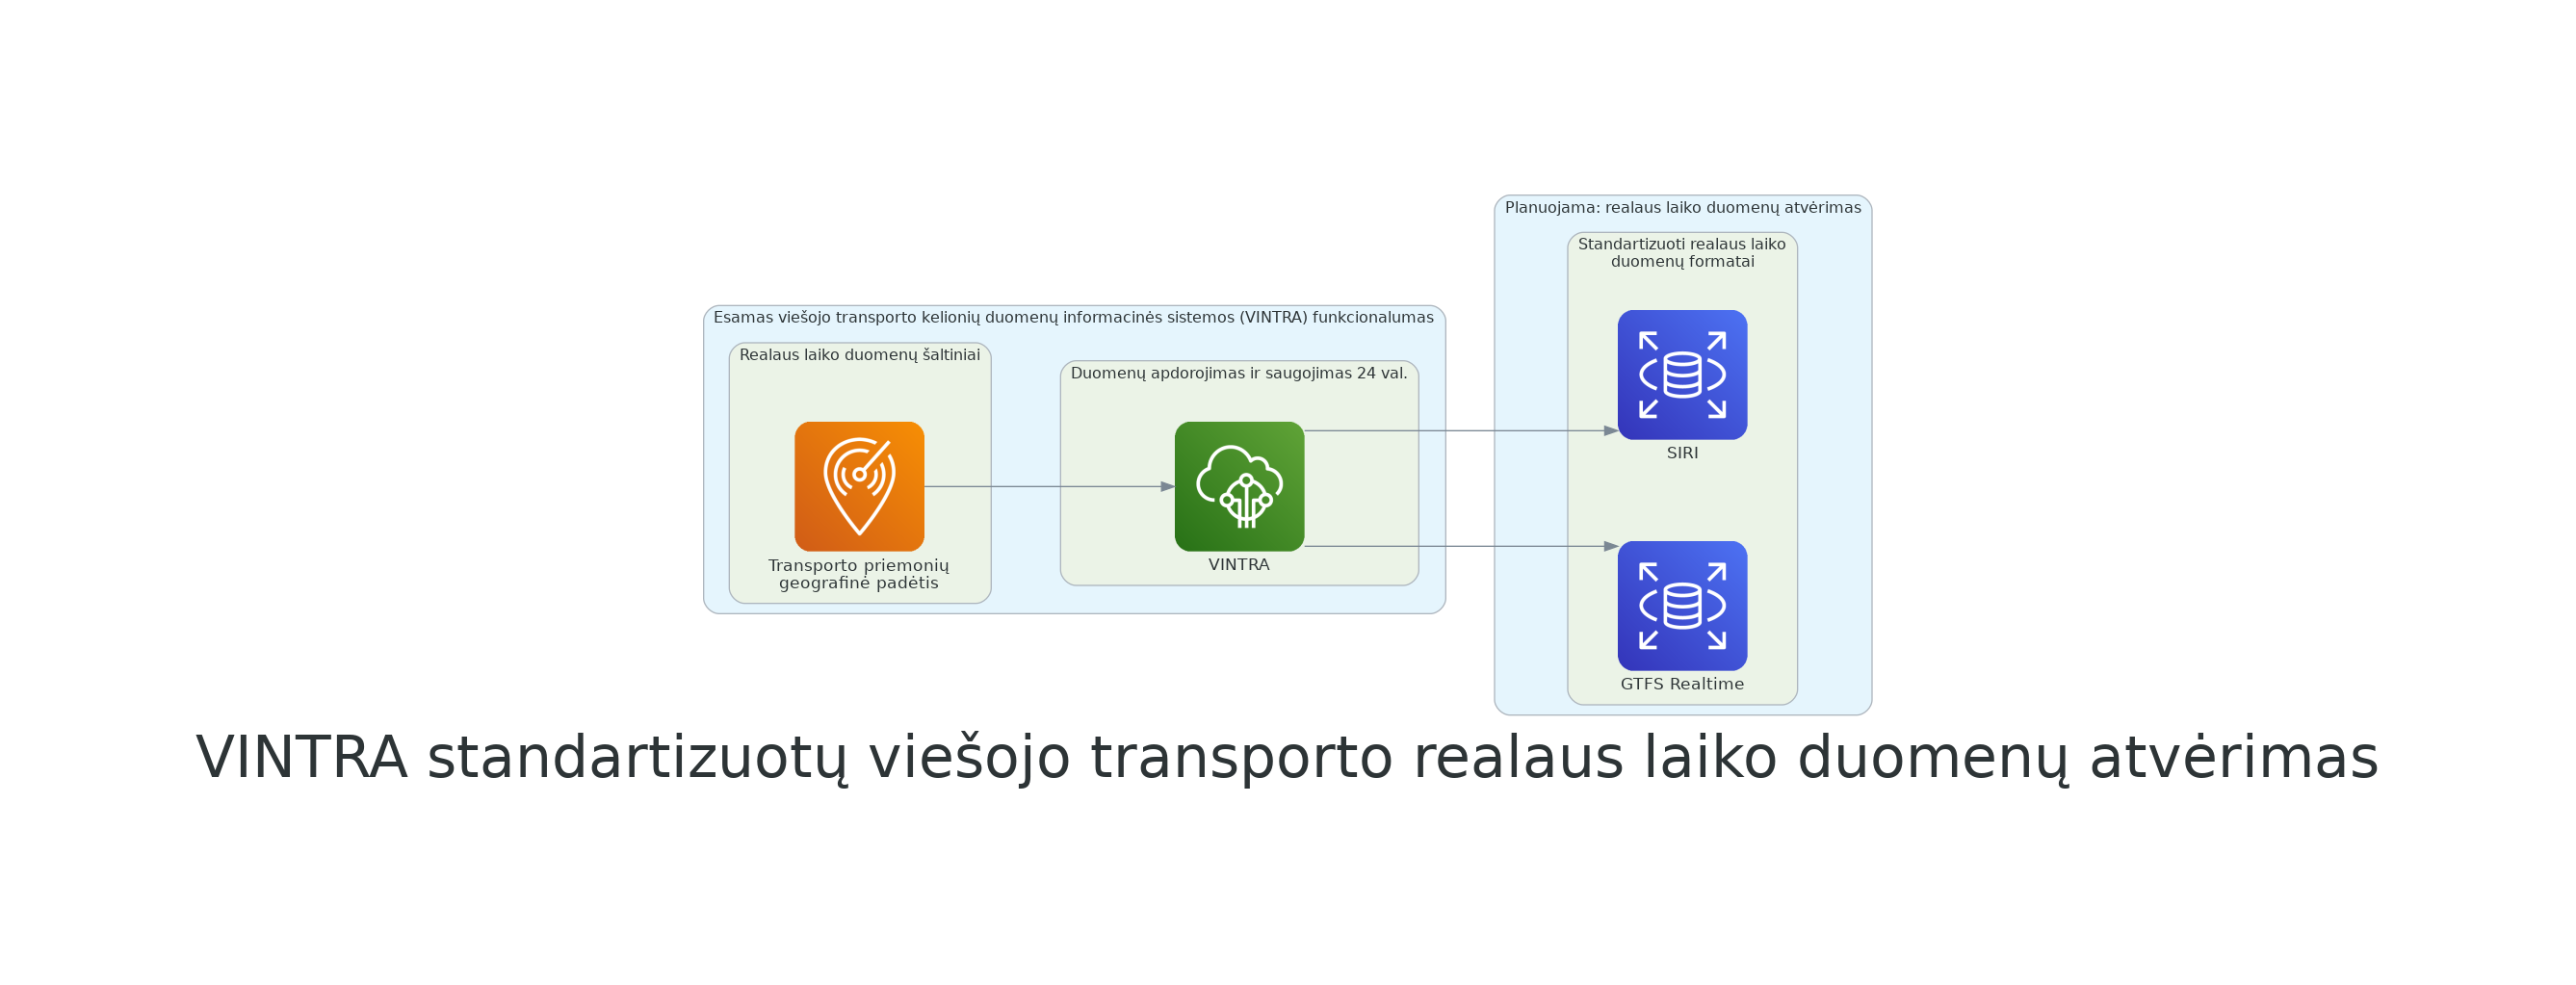 Esamas viešojo transporto kelionių duomenų informacinės sistemos (VINTRA) funkcionalumas
Realaus laiko duomenų šaltiniai
Transporto priemonių
geografinė padėtis
Duomenų apdorojimas ir saugojimas 24 val.
VINTRA
Planuojama: realaus laiko duomenų atvėrimas
Standartizuoti realaus laiko
duomenų formatai
SIRI
GTFS Realtime
VINTRA standartizuotų viešojo transporto realaus laiko duomenų atvėrimas